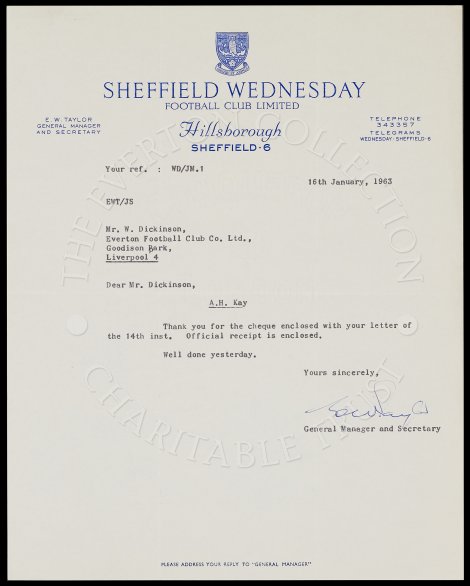 SHEFFIELD WEDNESDAY
FOOTBALL CLUB LIMITED
E. W. TAYLOR
GENERAL MANAGER
AND SECRETARY
Hillsborough
SHEFFIELD·6
TELEPHONE
343357
TELEGRAMS
WEDNESDAY·SHEFFIELD·6
Your ref. : WD/JM.1
16th January, 1963
EWT/JS
Mr. W. Dickinson,
Everton Football Club Co. Ltd.,
Goodison Park,
Liverpool 4
Dear Mr. Dickinson,
A.H. Kay
Thank you for the cheque enclosed with your letter of
the 14th inst. Official receipt is enclosed.
Well done yesterday.
Yours sincerely,
General Manager and Secretary
PLEASE ADDRESS YOUR REPLY TO "GENERAL MANAGER"
THE EVERTON COLLECTION
CHARITABLE TRUST